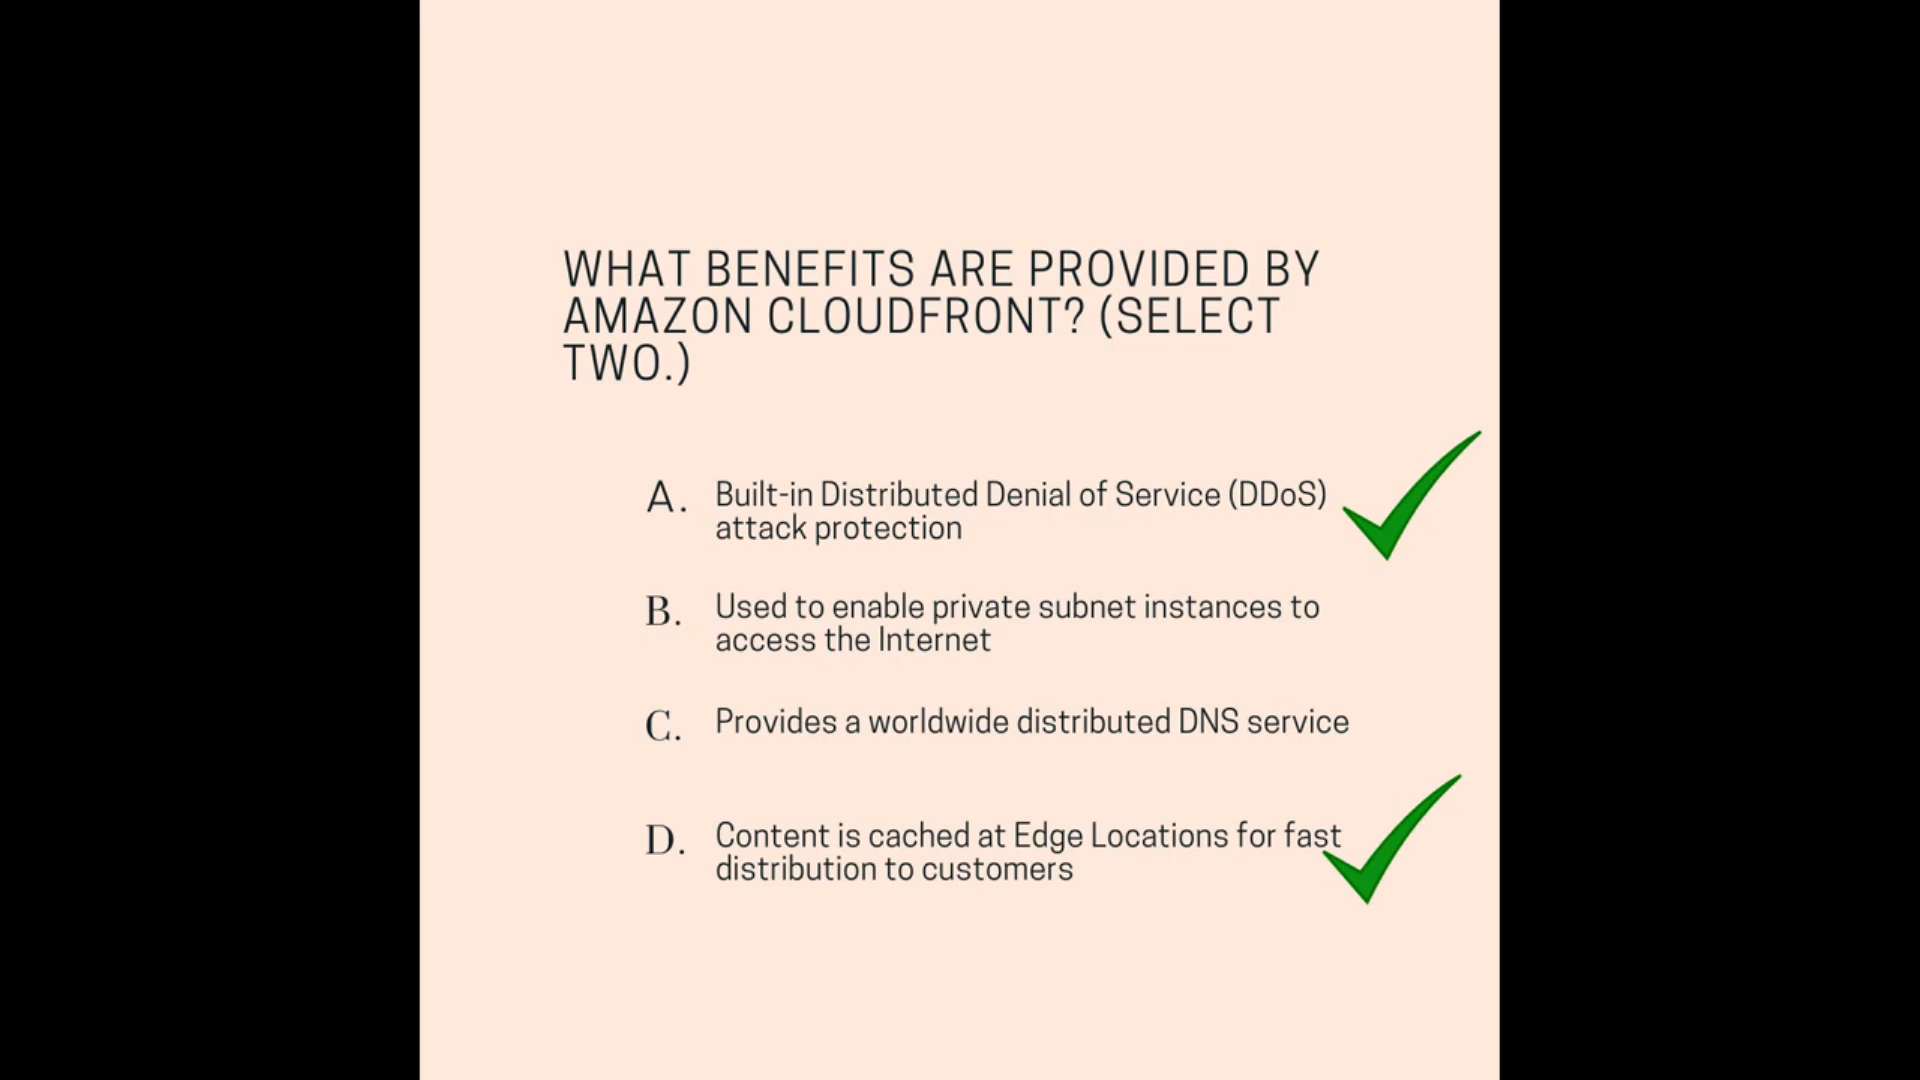 WHAT BENEFITS ARE PROVIDED BY
AMAZON CLOUDFRONT? (SELECT
TWO.)
A. Built-in Distributed Denial of Service (DDoS)
attack protection
B. Used to enable private subnet instances to
access the Internet
C. Provides a worldwide distributed DNS service
D. Content is cached at Edge Locations for fast
distribution to customers